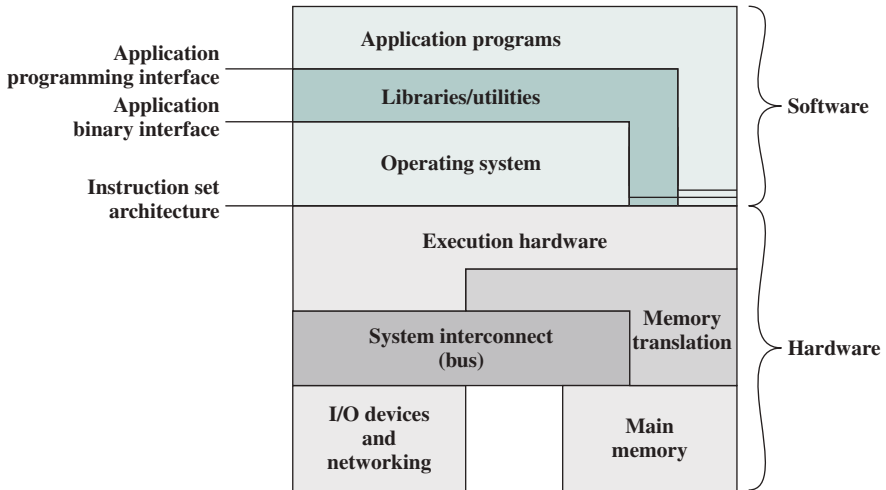 Application programs
Application
programming interface
Libraries/utilities
Application
binary interface
Software
Operating system
Instruction set
architecture
Execution hardware
Memory
translation
System interconnect
(bus)
Hardware
I/O devices
and
networking
Main
memory